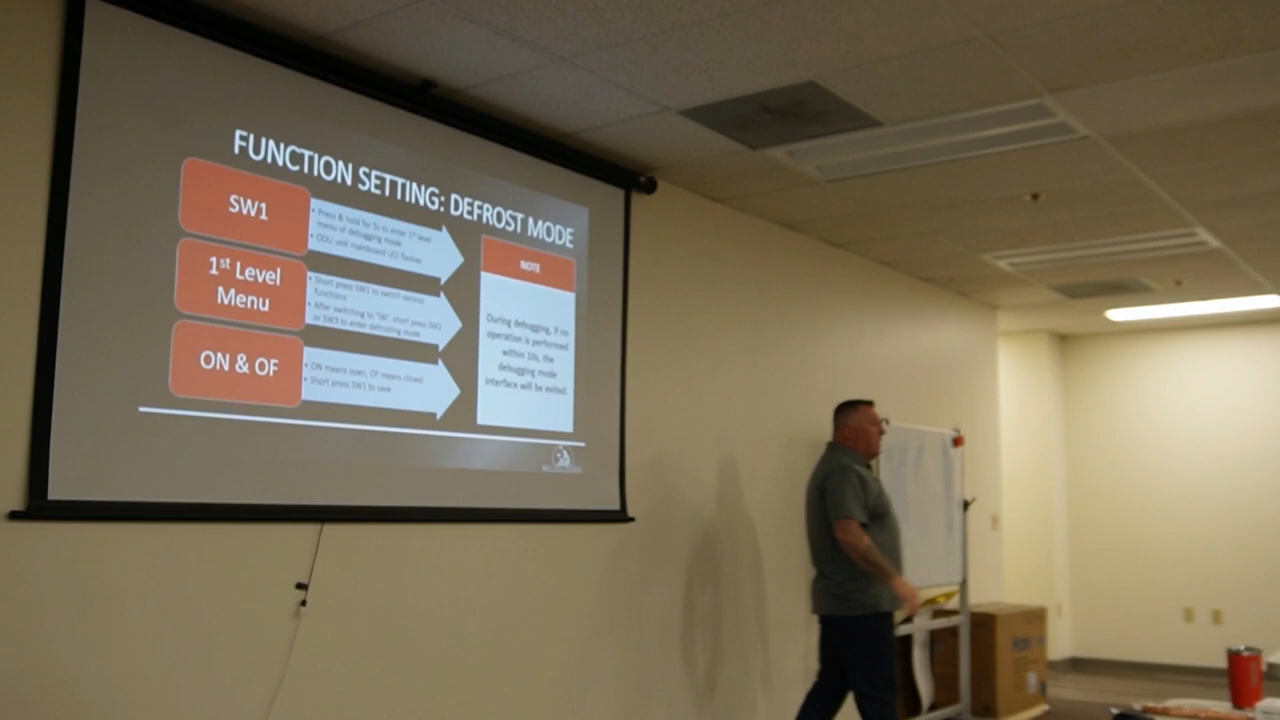 FUNCTION SETTING: DEFROST MODE
SW1
• Press & hold for 5s to enter 1st level
menu of debugging mode
• ODU unit mainboard LED flashes
1st Level
Menu
• Short press SW1 to switch various
functions
• After switching to "dE", short press SW2
or SW3 to enter defrosting mode
ON & OF
• ON means open, OF means closed
• Short press SW1 to save
NOTE
During debugging, if no
operation is performed
within 10s, the
debugging mode
interface will be exited.